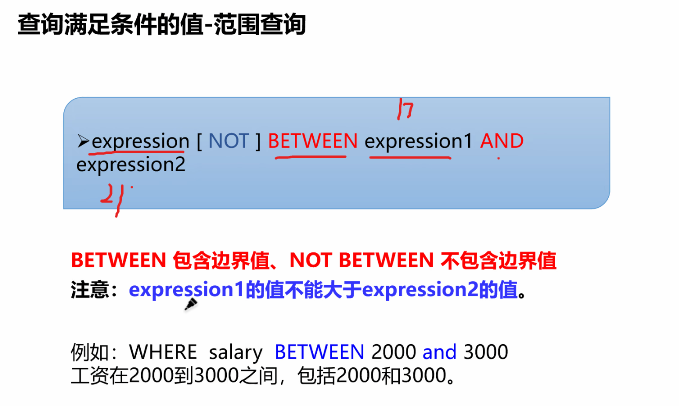 查询满足条件的值-范围查询
17
➢expression [ NOT ] BETWEEN expression1 AND
expression2
21
BETWEEN 包含边界值、NOT BETWEEN 不包含边界值
注意：expression1的值不能大于expression2的值。
例如：WHERE salary BETWEEN 2000 and 3000
工资在2000到3000之间，包括2000和3000。